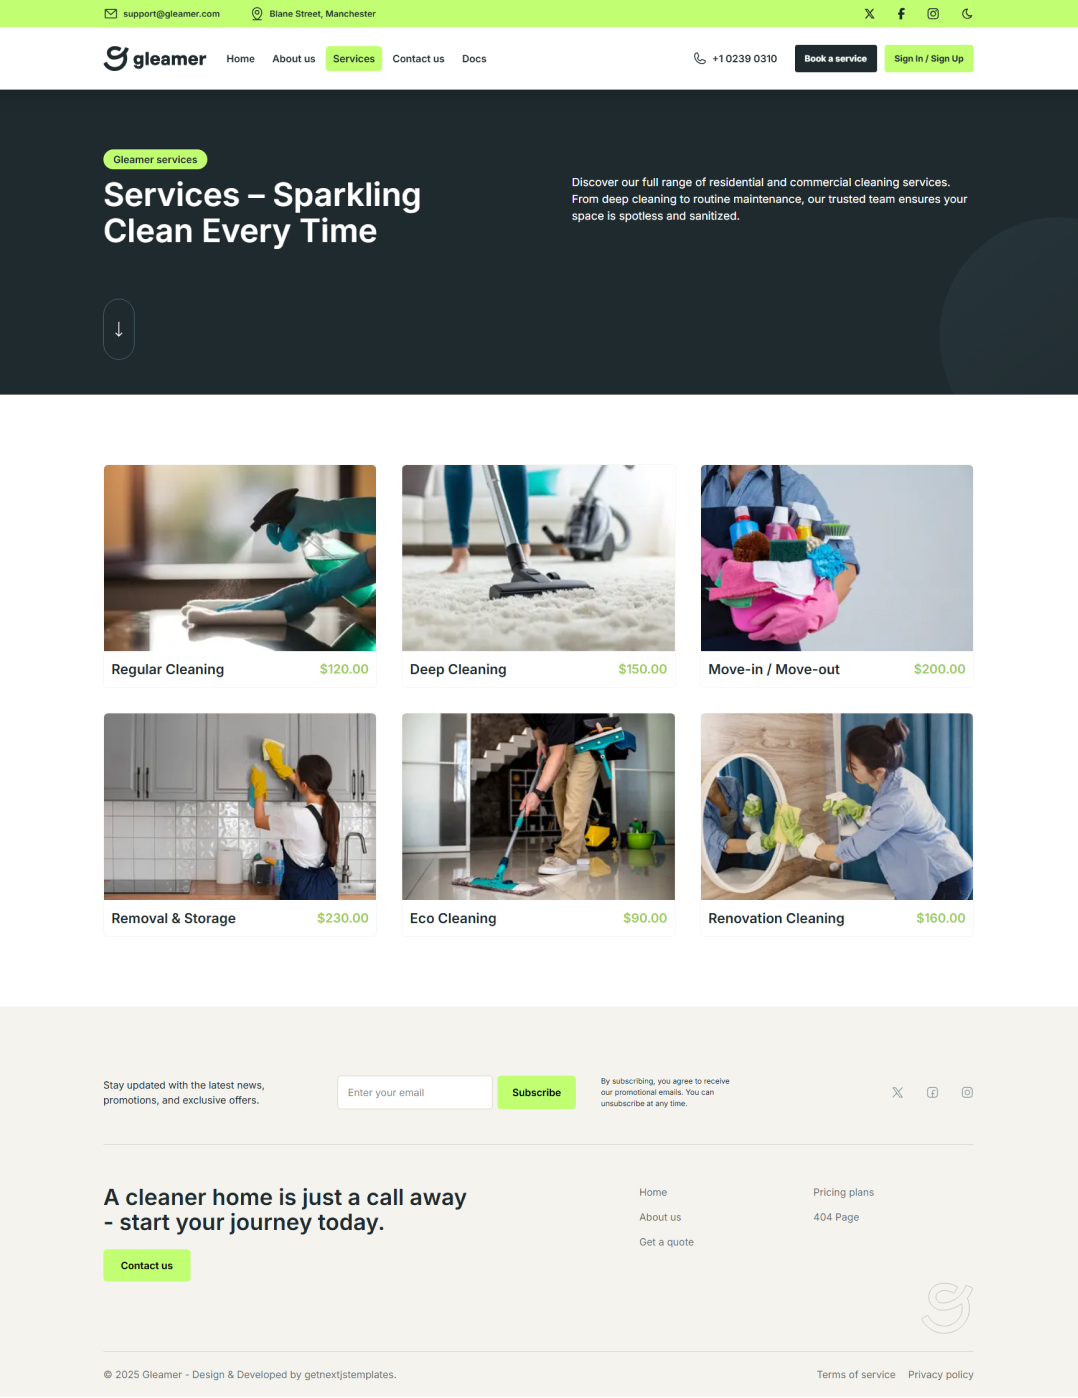 support@gleamer.com
Blane Street, Manchester
gleamer
Home
About us
Services
Contact us
Docs
+1 0239 0310
Book a service
Sign In / Sign Up
Gleamer services
Services – Sparkling
Clean Every Time
Discover our full range of residential and commercial cleaning services.
From deep cleaning to routine maintenance, our trusted team ensures your
space is spotless and sanitized.
Regular Cleaning
$120.00
Deep Cleaning
$150.00
Move-in / Move-out
$200.00
Removal & Storage
$230.00
Eco Cleaning
$90.00
Renovation Cleaning
$160.00
Stay updated with the latest news,
promotions, and exclusive offers.
Enter your email
Subscribe
By subscribing, you agree to receive
our promotional emails. You can
unsubscribe at any time.
A cleaner home is just a call away
- start your journey today.
Contact us
Home
About us
Get a quote
Pricing plans
404 Page
© 2025 Gleamer - Design & Developed by getnextjstemplates.
Terms of service
Privacy policy